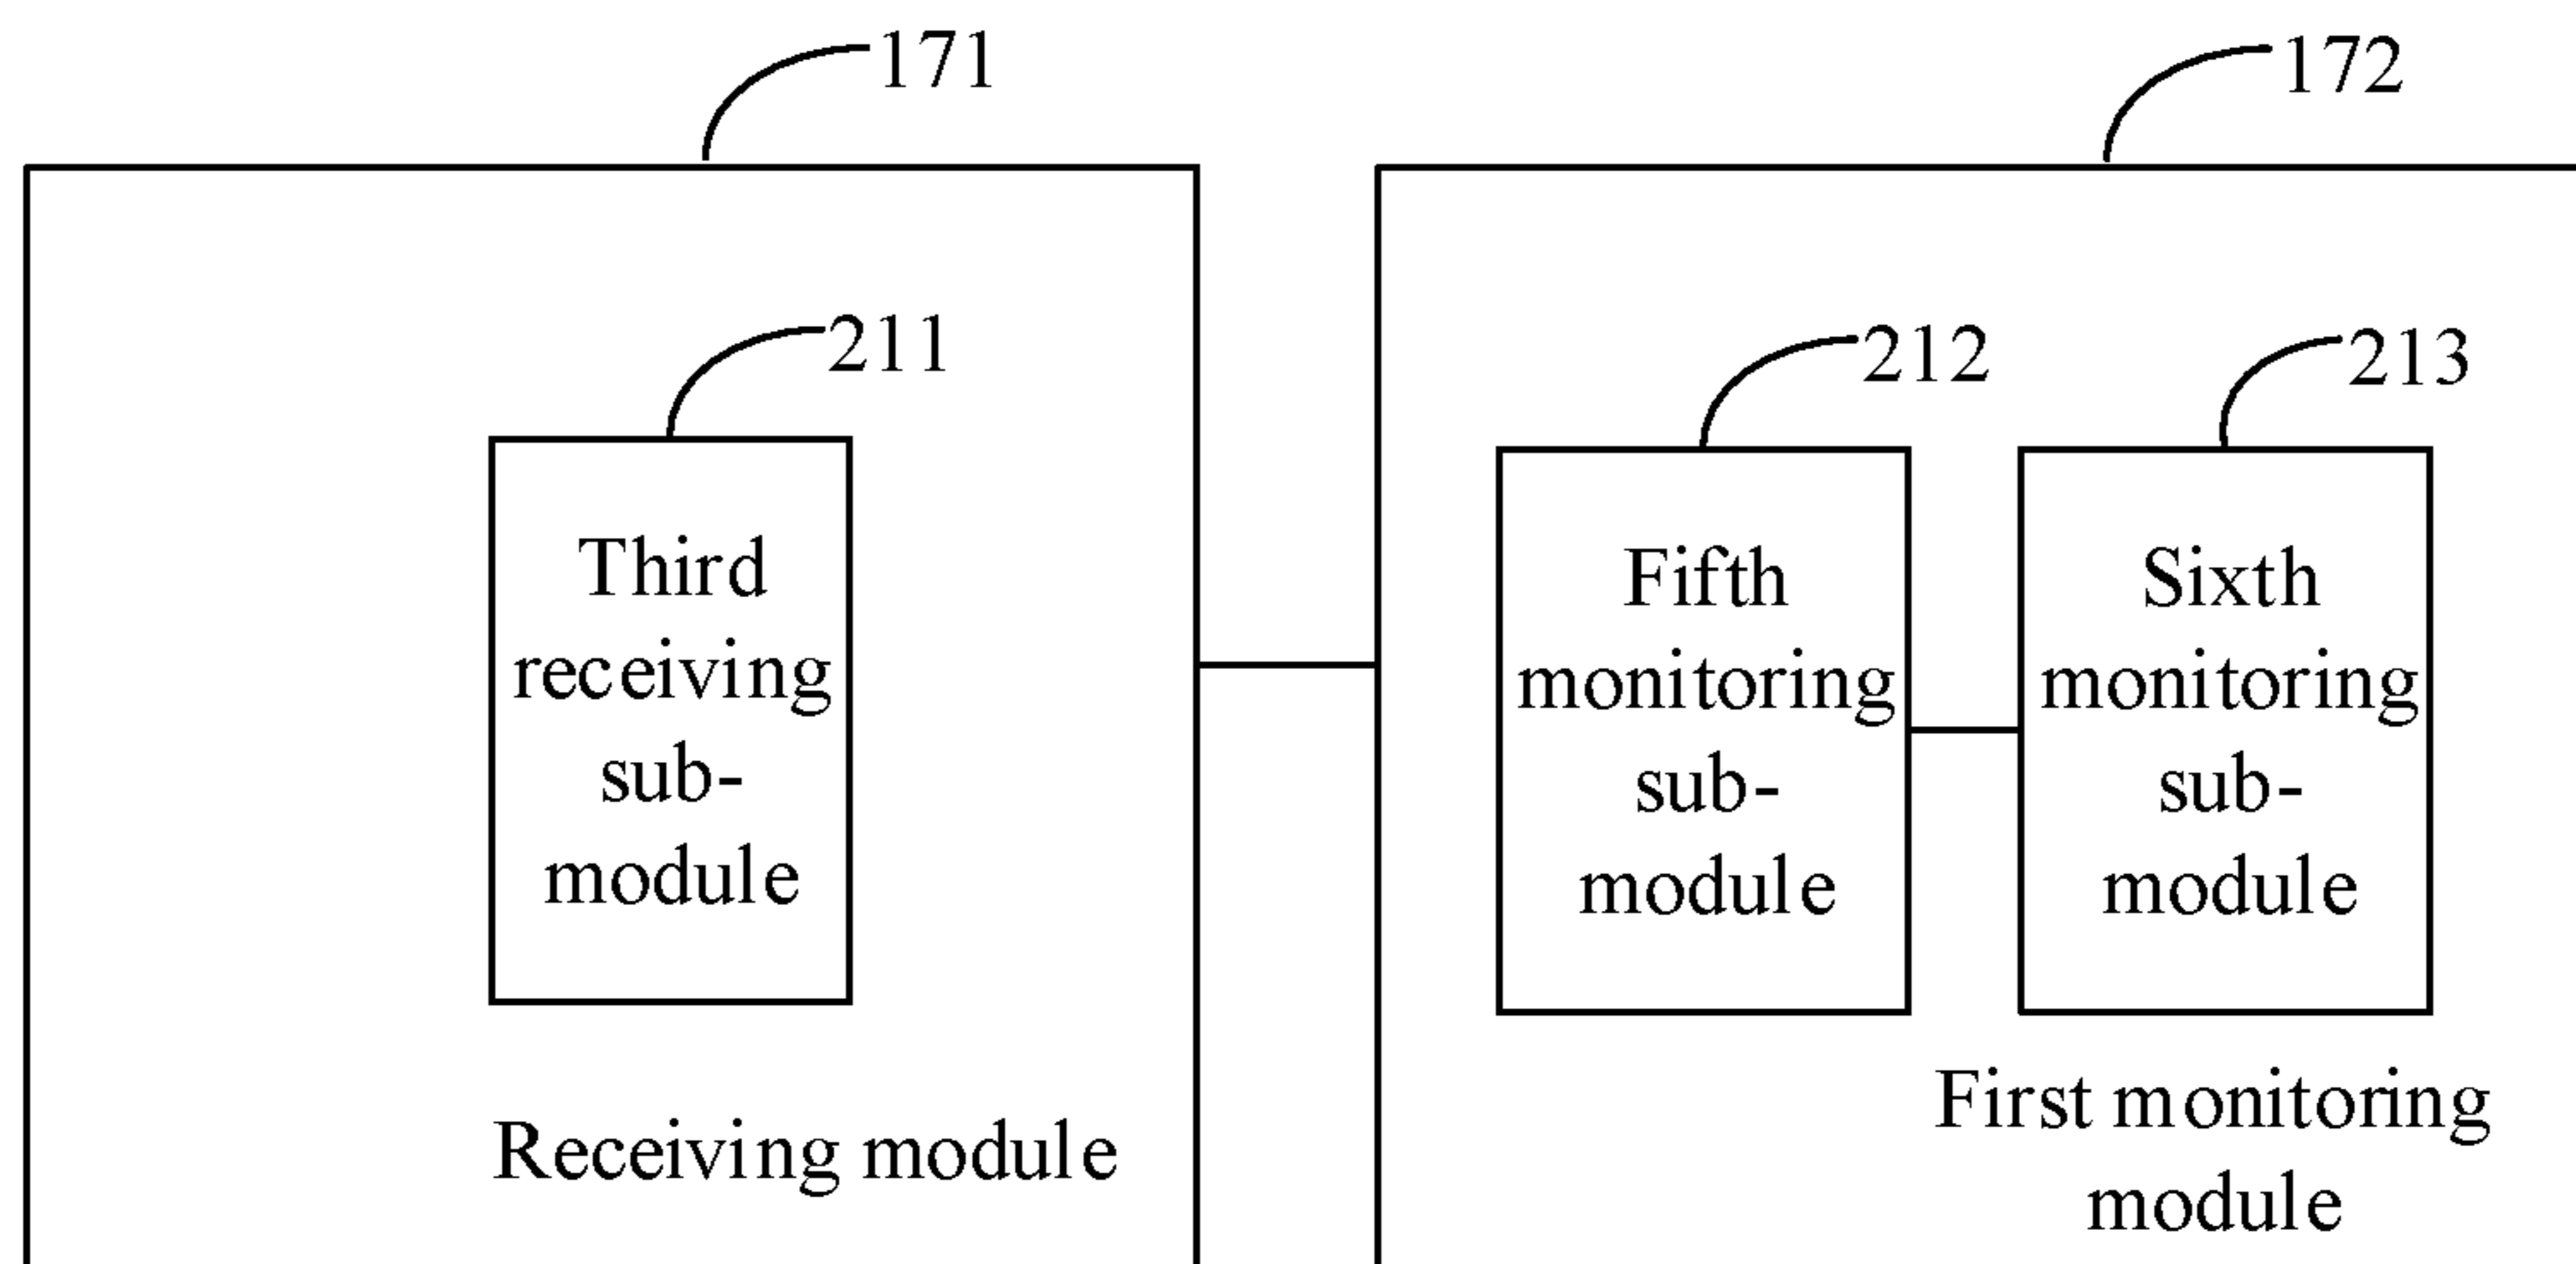 171
172
211
212
213
Third
receiving
sub-
module
Fifth
monitoring
sub-
module
Sixth
monitoring
sub-
module
Receiving module
First monitoring
module